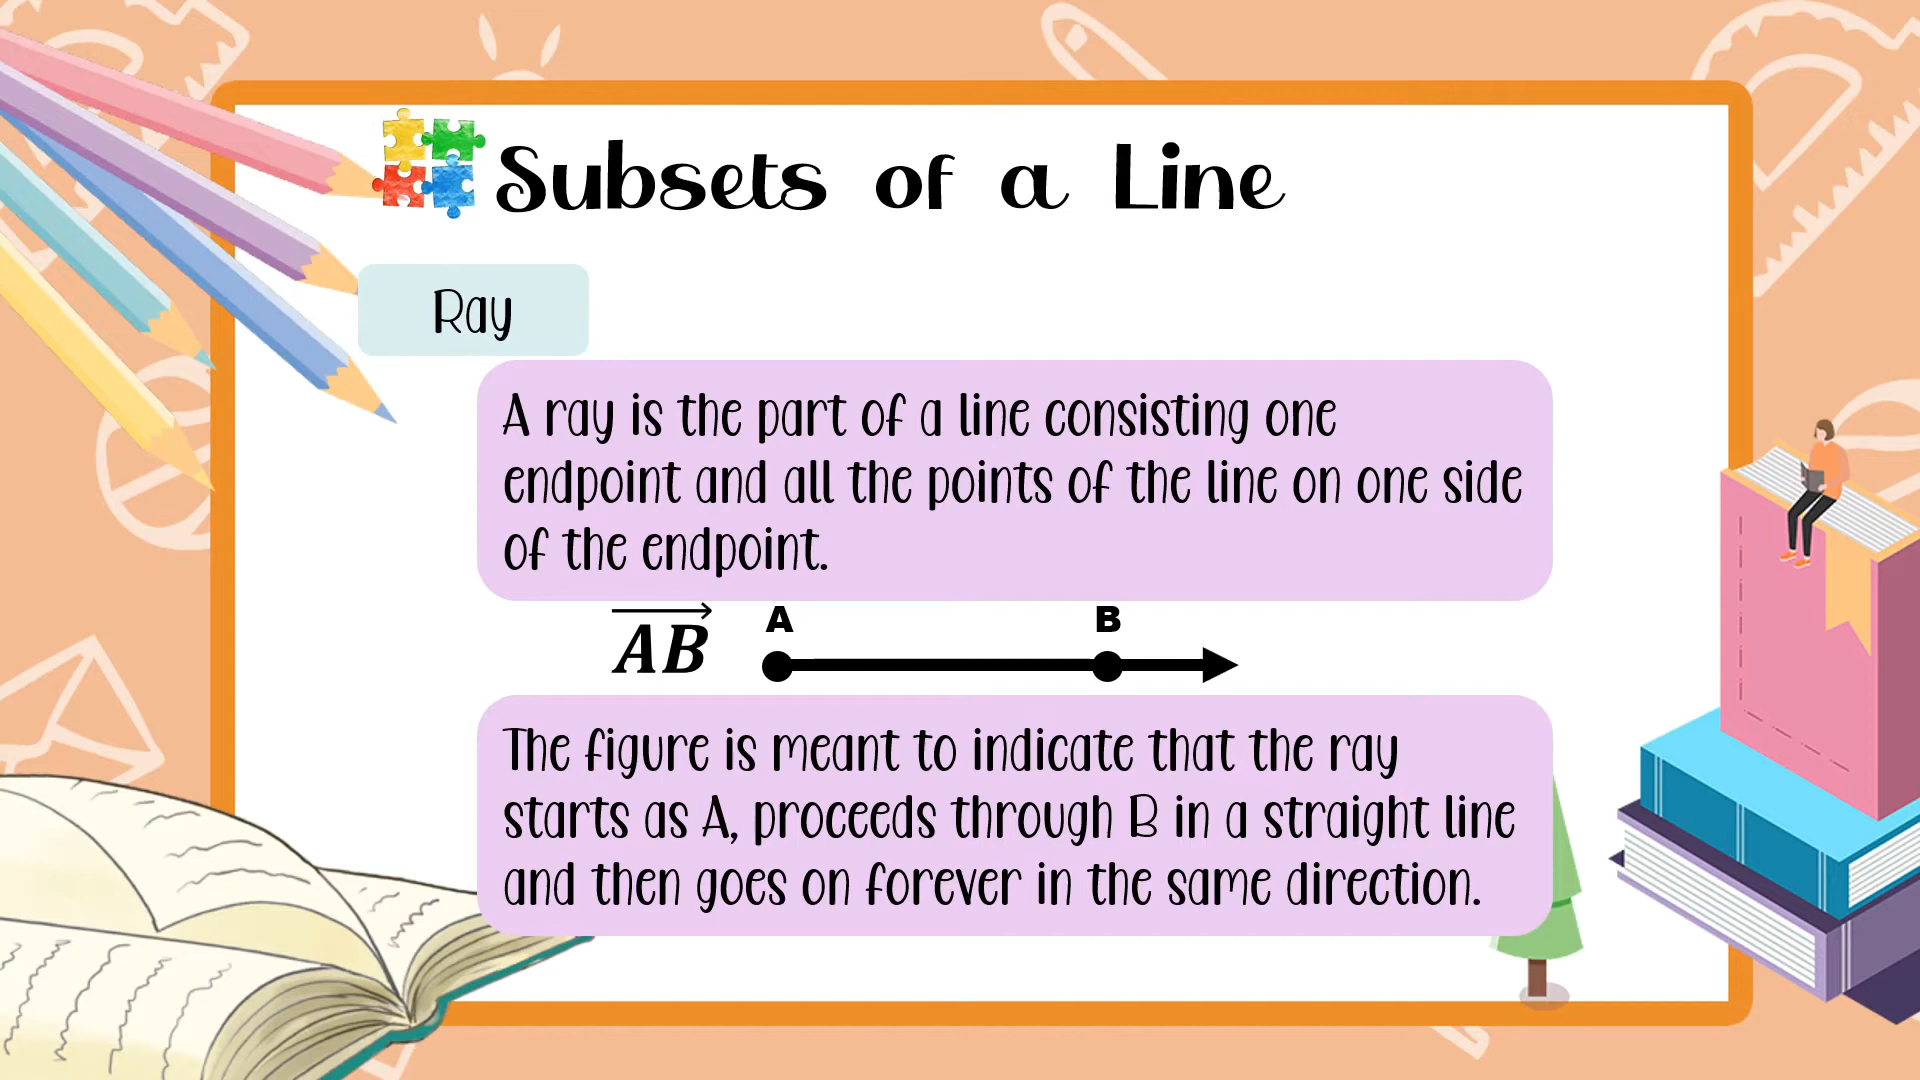 Subsets of a Line
Ray
A ray is the part of a line consisting one
endpoint and all the points of the line on one side
of the endpoint.
A B
AB
The figure is meant to indicate that the ray
starts as A, proceeds through B in a straight line
and then goes on forever in the same direction.